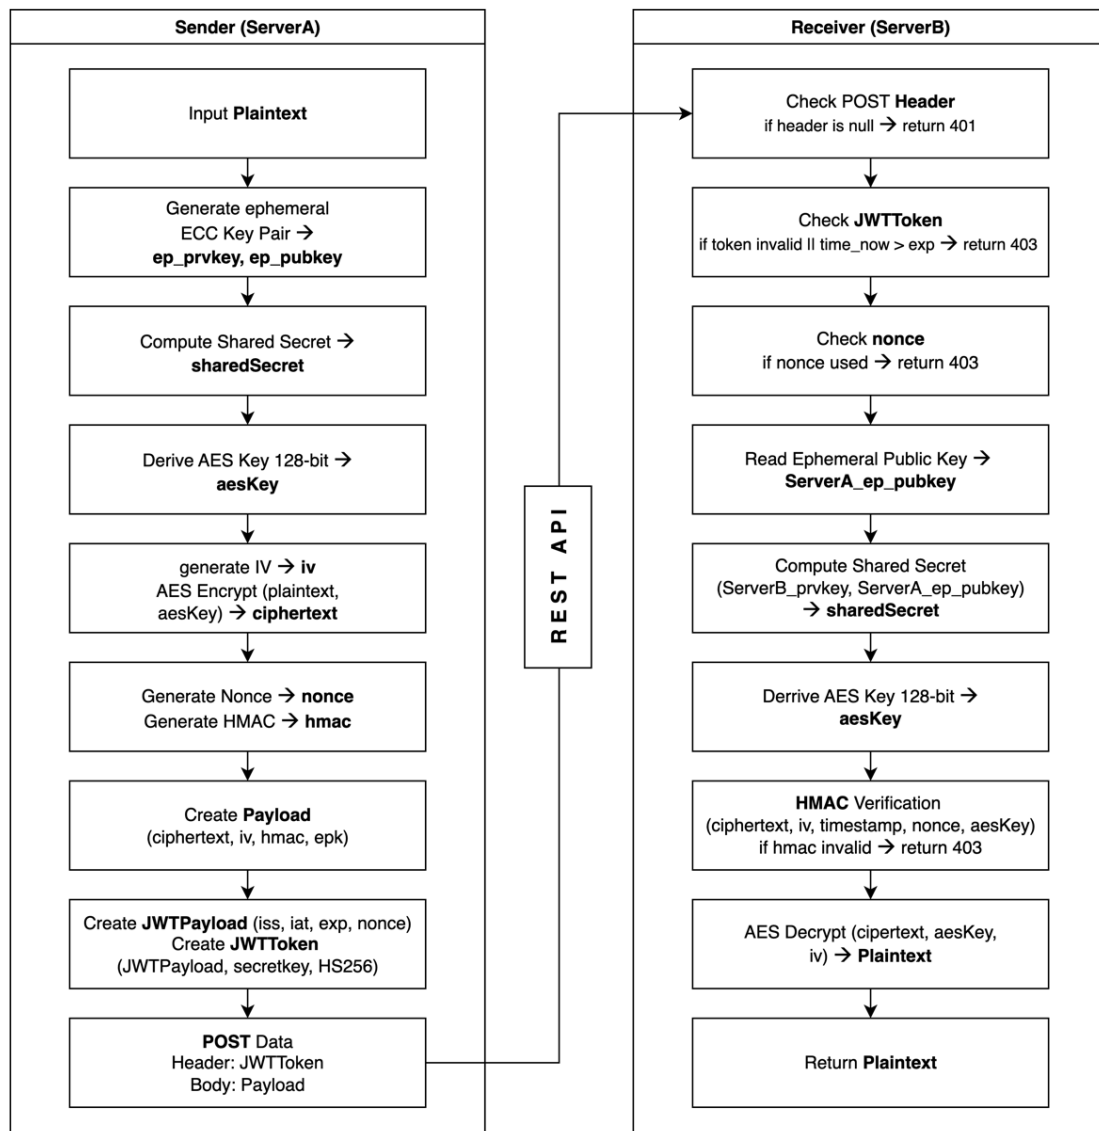 Sender (ServerA)
Input Plaintext
Generate ephemeral
ECC Key Pair →
ep_prvkey, ep_pubkey
Compute Shared Secret →
sharedSecret
Derive AES Key 128-bit →
aesKey
generate IV → iv
AES Encrypt (plaintext,
aesKey) → ciphertext
Generate Nonce → nonce
Generate HMAC → hmac
Create Payload
(ciphertext, iv, hmac, epk)
Create JWTPayload (iss, iat, exp, nonce)
Create JWTToken
(JWTPayload, secretkey, HS256)
POST Data
Header: JWTToken
Body: Payload
REST API
Receiver (ServerB)
Check POST Header
if header is null → return 401
Check JWTToken
if token invalid || time_now > exp → return 403
Check nonce
if nonce used → return 403
Read Ephemeral Public Key →
ServerA_ep_pubkey
Compute Shared Secret
(ServerB_prvkey, ServerA_ep_pubkey)
→ sharedSecret
Derrive AES Key 128-bit →
aesKey
HMAC Verification
(ciphertext, iv, timestamp, nonce, aesKey)
if hmac invalid → return 403
AES Decrypt (cipertext, aesKey,
iv) → Plaintext
Return Plaintext